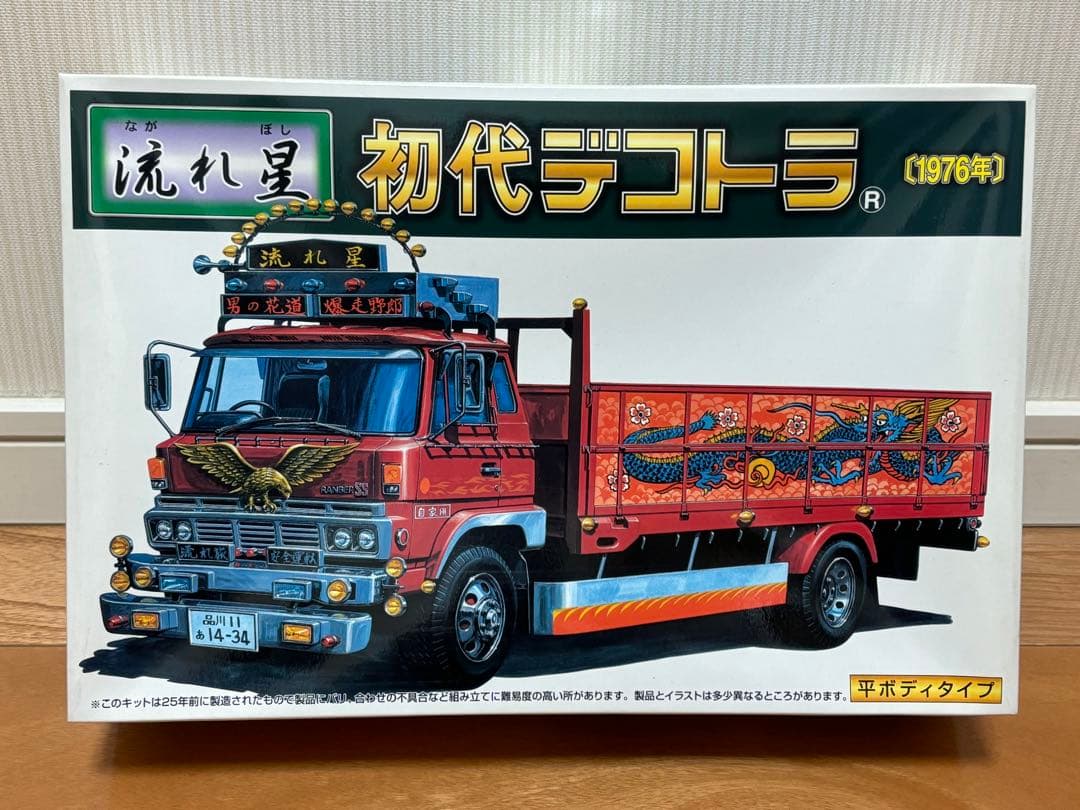 なが ぼし
流れ星
初代デコトラ®
〔1976年〕
流れ星
男の花道 爆走野郎
RANGER SS
自家用
流れ旅 安全運転
品川 11
あ 14-34
※このキットは25年前に製造されたもので製品にバリ、合わせの不具合など組み立てに難易度の高い所があります。製品とイラストは多少異なるところがあります。
平ボディタイプ